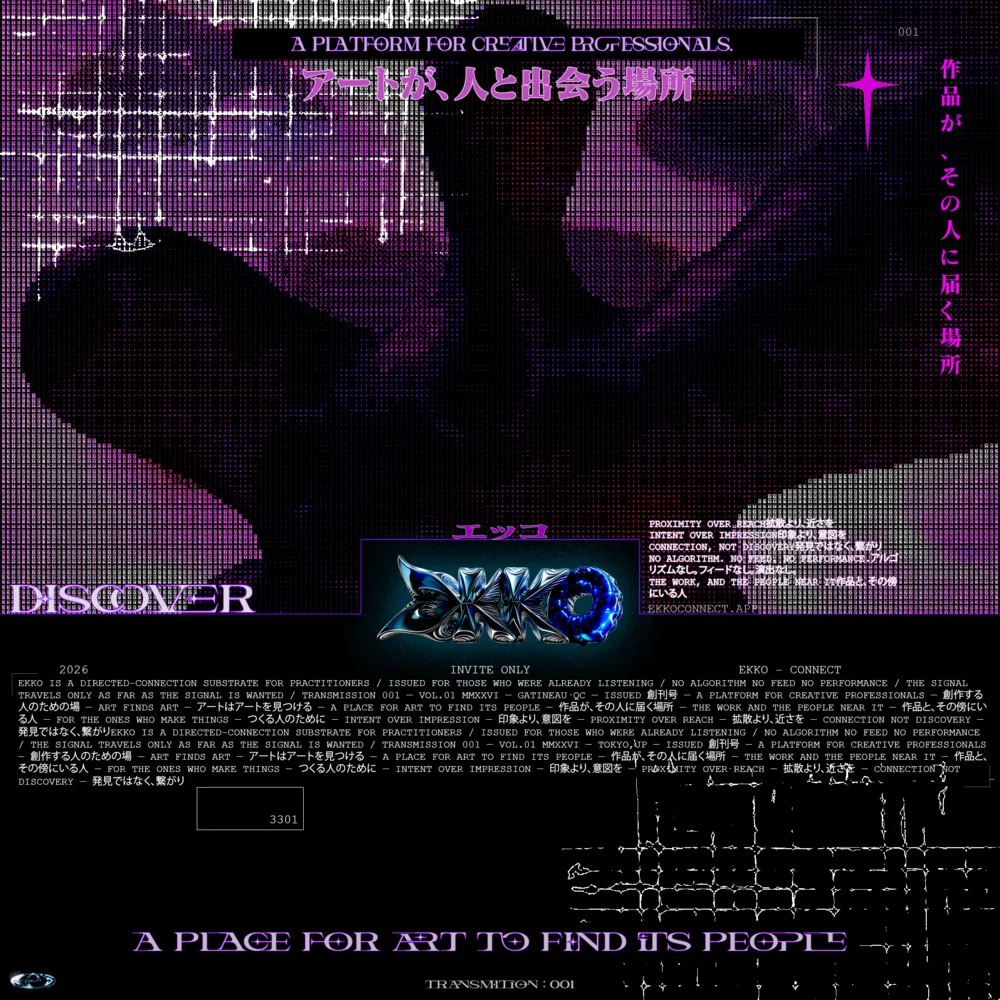 A PLATFORM FOR CREATIVE PROFESSIONALS.
001
アートが、人と出会う場所
作品が、その人に届く場所
エッコ
PROXIMITY OVER REACH拡散より、近さを
INTENT OVER IMPRESSION印象より、意図を
CONNECTION, NOT DISCOVERY発見ではなく、繋がり
NO ALGORITHM. NO FEED. NO PERFORMANCE.アルゴ
リズムなし。フィードなし。演出なし。
THE WORK, AND THE PEOPLE NEAR IT作品と、その傍
にいる人
EKKOCONNECT.APP
DISCOVER
EKKO
2026
INVITE ONLY
EKKO - CONNECT
EKKO IS A DIRECTED-CONNECTION SUBSTRATE FOR PRACTITIONERS / ISSUED FOR THOSE WHO WERE ALREADY LISTENING / NO ALGORITHM NO FEED NO PERFORMANCE / THE SIGNAL
TRAVELS ONLY AS FAR AS THE SIGNAL IS WANTED / TRANSMISSION 001 — VOL.01 MMXXVI — GATINEAU·QC — ISSUED 創刊号 — A PLATFORM FOR CREATIVE PROFESSIONALS — 創作する
人のための場 — ART FINDS ART — アートはアートを見つける — A PLACE FOR ART TO FIND ITS PEOPLE — 作品が、その人に届く場所 — THE WORK AND THE PEOPLE NEAR IT — 作品と、その傍にい
る人 — FOR THE ONES WHO MAKE THINGS — つくる人のために — INTENT OVER IMPRESSION — 印象より、意図を — PROXIMITY OVER REACH — 拡散より、近さを — CONNECTION NOT DISCOVERY —
発見ではなく、繋がりEKKO IS A DIRECTED-CONNECTION SUBSTRATE FOR PRACTITIONERS / ISSUED FOR THOSE WHO WERE ALREADY LISTENING / NO ALGORITHM NO FEED NO PERFORMANCE
/ THE SIGNAL TRAVELS ONLY AS FAR AS THE SIGNAL IS WANTED / TRANSMISSION 001 — VOL.01 MMXXVI — TOKYO,JP — ISSUED 創刊号 — A PLATFORM FOR CREATIVE PROFESSIONALS
— 創作する人のための場 — ART FINDS ART — アートはアートを見つける — A PLACE FOR ART TO FIND ITS PEOPLE — 作品が、その人に届く場所 — THE WORK AND THE PEOPLE NEAR IT — 作品と、
その傍にいる人 — FOR THE ONES WHO MAKE THINGS — つくる人のために — INTENT OVER IMPRESSION — 印象より、意図を — PROXIMITY OVER REACH — 拡散より、近さを — CONNECTION NOT
DISCOVERY — 発見ではなく、繋がり
3301
A PLACE FOR ART TO FIND iTS PEOPLE
TRANSMITION : 001